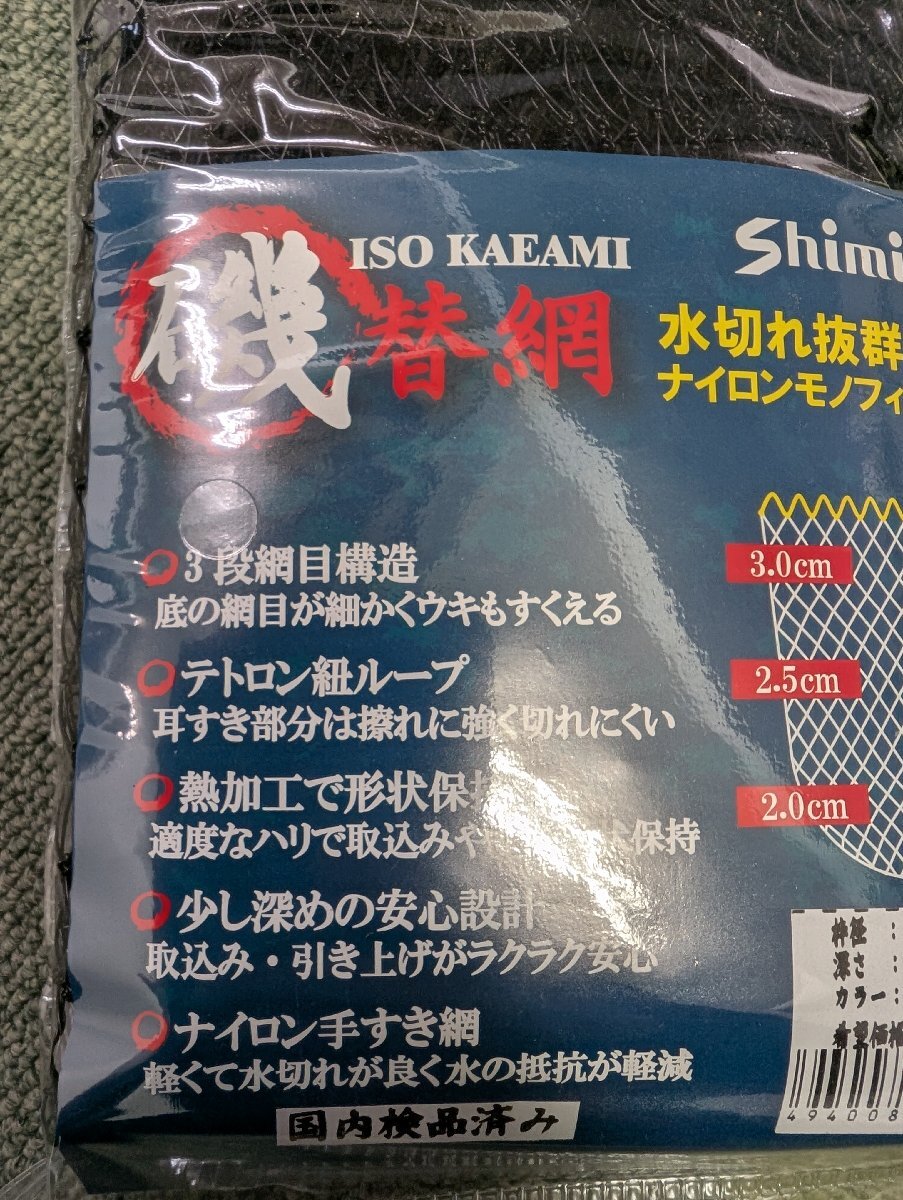 ISO KAEAMI
磯替網
Shimi
水切れ抜群
ナイロンモノフィ
3段網目構造
底の網目が細かくウキもすくえる
テトロン紐ループ
耳すき部分は擦れに強く切れにくい
熱加工で形状保
適度なハリで取込みや 保持
少し深めの安心設計
取込み・引き上げがラクラク安心
ナイロン手すき網
軽くて水切れが良く水の抵抗が軽減
国内検品済み
3.0cm
2.5cm
2.0cm
枠径 :
深さ :
カラー:
希望価格
494008